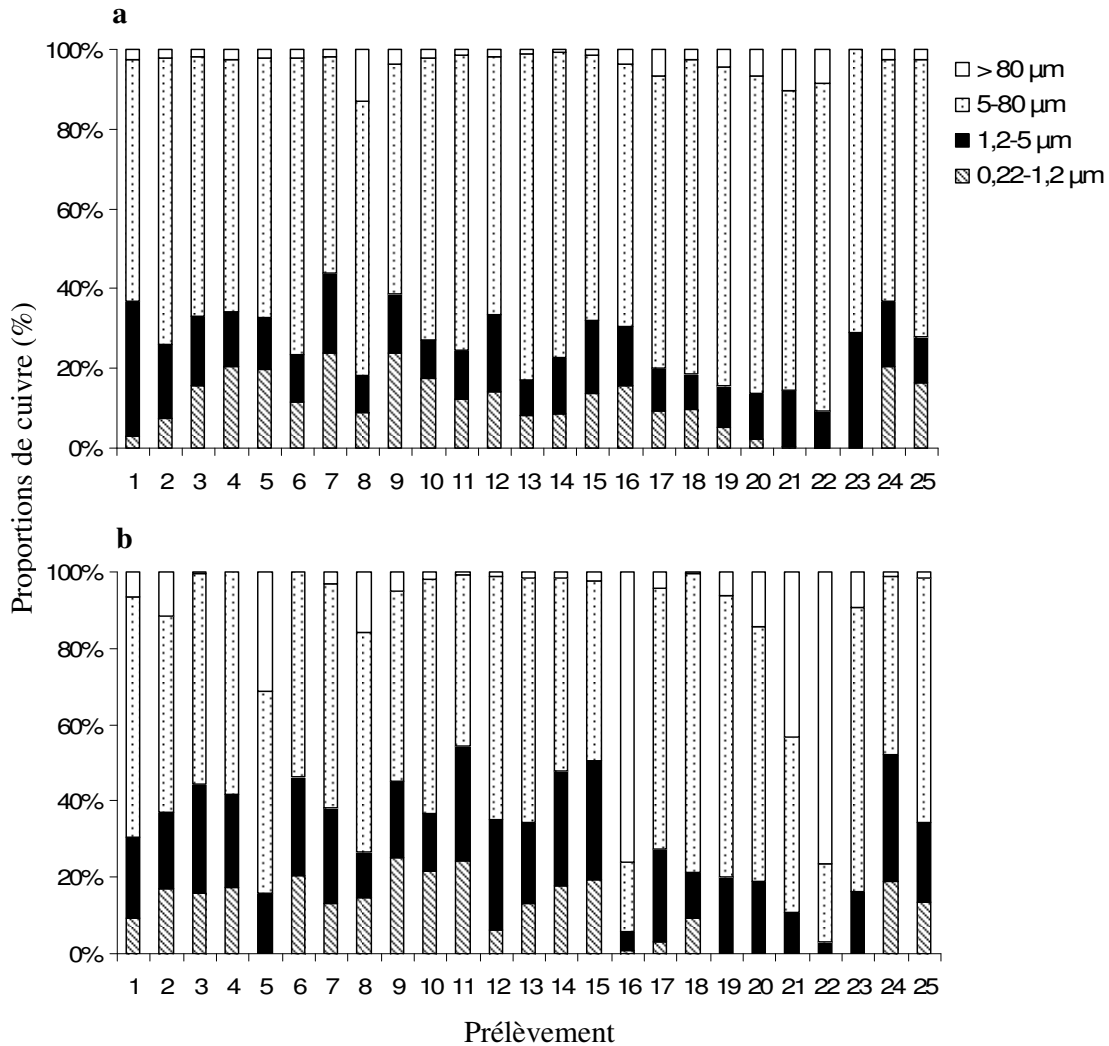 a
100%
80%
60%
40%
20%
0%
1 2 3 4 5 6 7 8 9 10 11 12 13 14 15 16 17 18 19 20 21 22 23 24 25
> 80 µm
5-80 µm
1,2-5 µm
0,22-1,2 µm
Proportions de cuivre (%)
b
100%
80%
60%
40%
20%
0%
1 2 3 4 5 6 7 8 9 10 11 12 13 14 15 16 17 18 19 20 21 22 23 24 25
Prélèvement